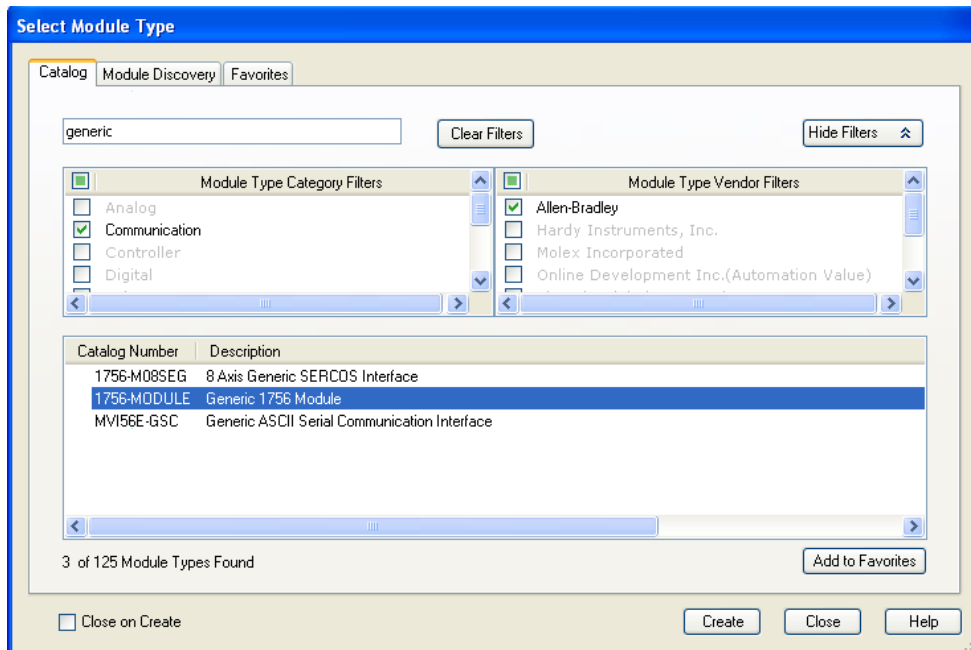 Select Module Type
Catalog Module Discovery Favorites
generic Clear Filters Hide Filters
Module Type Category Filters Module Type Vendor Filters
Analog Allen-Bradley
Communication Hardy Instruments, Inc.
Controller Molex Incorporated
Digital Online Development Inc.(Automation Value)
Catalog Number Description
1756-M08SEG 8 Axis Generic SERCOS Interface
1756-MODULE Generic 1756 Module
MVI56E-GSC Generic ASCII Serial Communication Interface
3 of 125 Module Types Found Add to Favorites
Close on Create Create Close Help